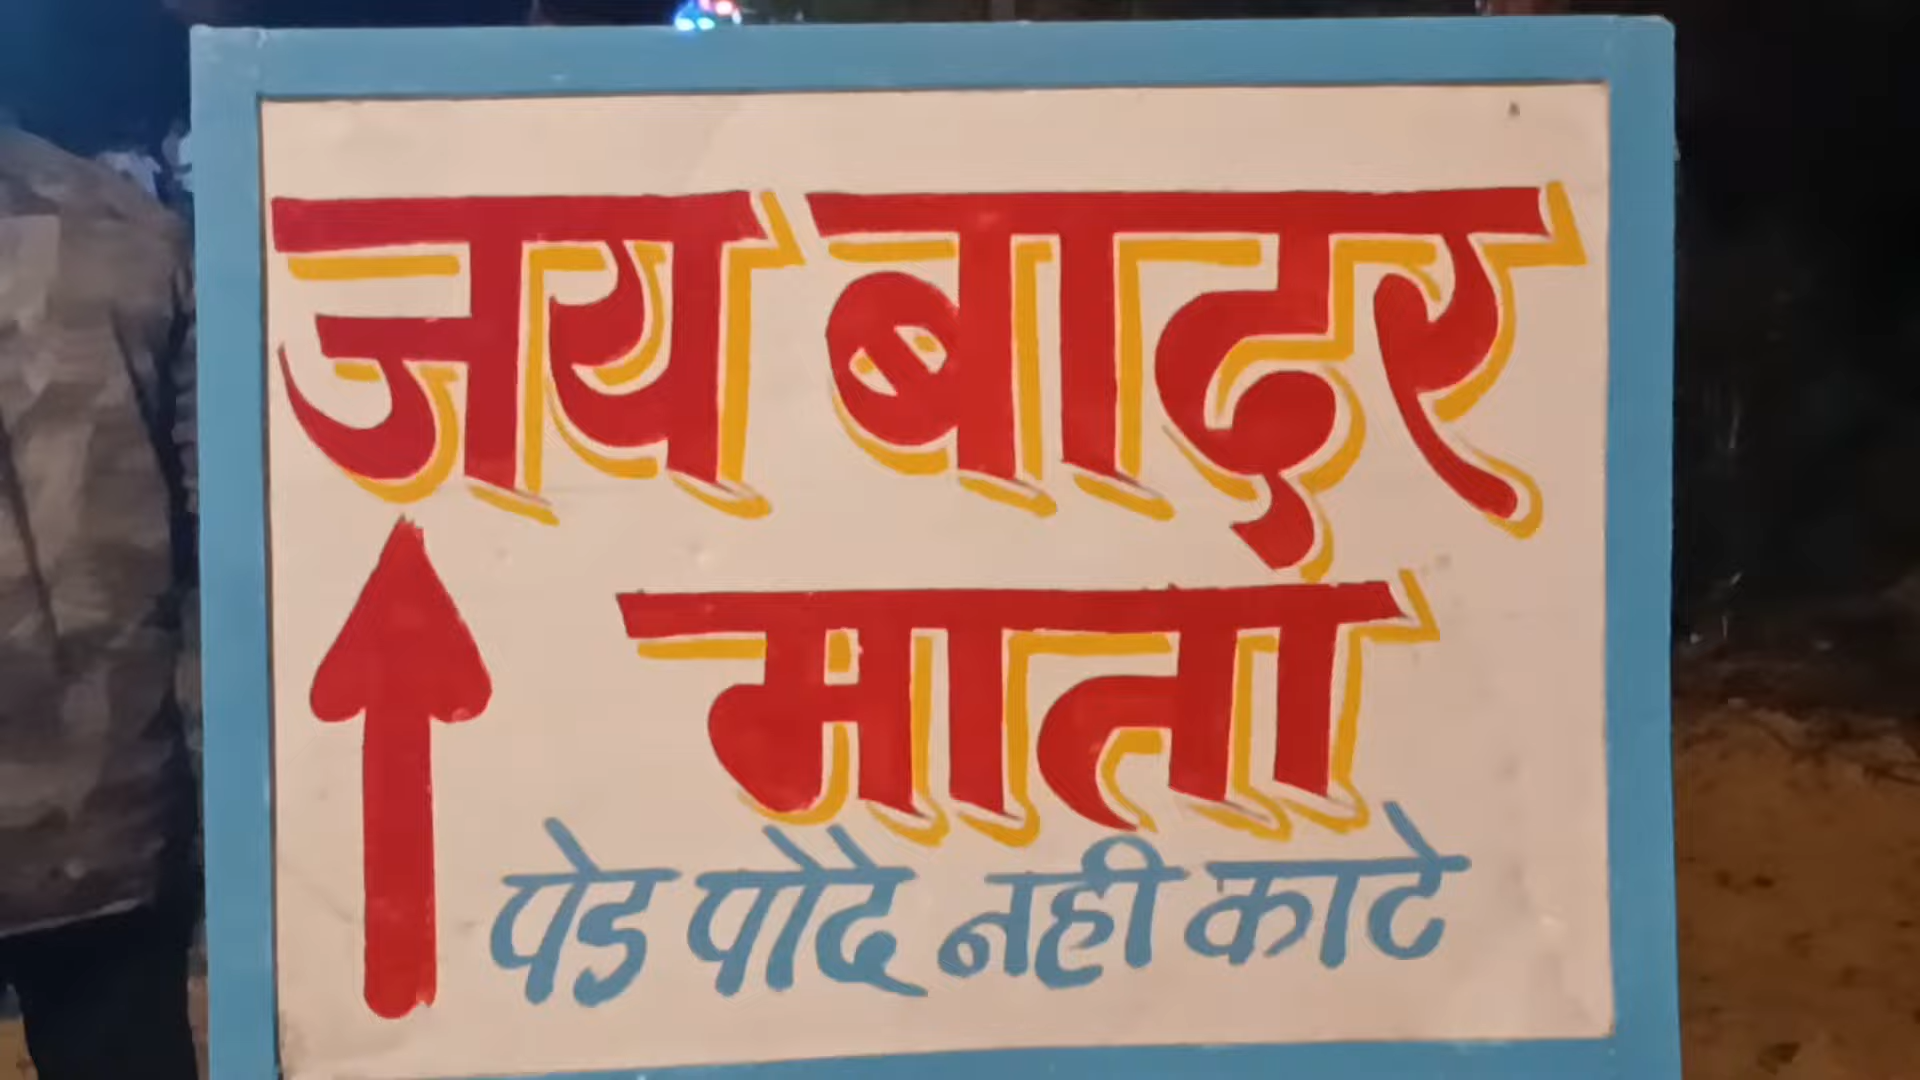 जय बादर
माता
पेड पोदे नही काटे